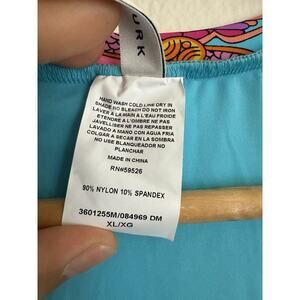 URK
HAND WASH COLD LINE DRY IN
SHADE NO BLEACH DO NOT IRON
LAVER A LA MAIN A L'EAU FROIDE
ETENDRE A L'OMBRE NE PAS
JAVELLISER NE PAS REPASSER
LAVADO A MANO CON AGUA FRIA
COLGAR A SECAR EN LA SOMBRA
NO USE BLANQUEADOR NO
PLANCHAR
MADE IN CHINA
RN#59526
90% NYLON 10% SPANDEX
3601255M/084969 DM
XL/XG